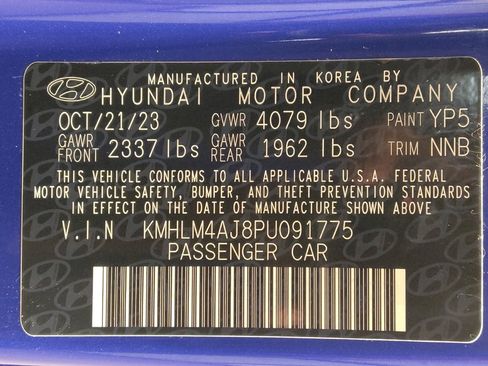 MANUFACTURED IN KOREA BY
HYUNDAI MOTOR COMPANY
OCT/21/23 GVWR 4079 lbs PAINT YP5
GAWR FRONT 2337 lbs GAWR REAR 1962 lbs TRIM NNB
THIS VEHICLE CONFORMS TO ALL APPLICABLE U.S.A. FEDERAL
MOTOR VEHICLE SAFETY, BUMPER, AND THEFT PREVENTION STANDARDS
IN EFFECT ON THE DATE OF MANUFACTURE SHOWN ABOVE
V.I.N KMHLM4AJ8PU091775
PASSENGER CAR